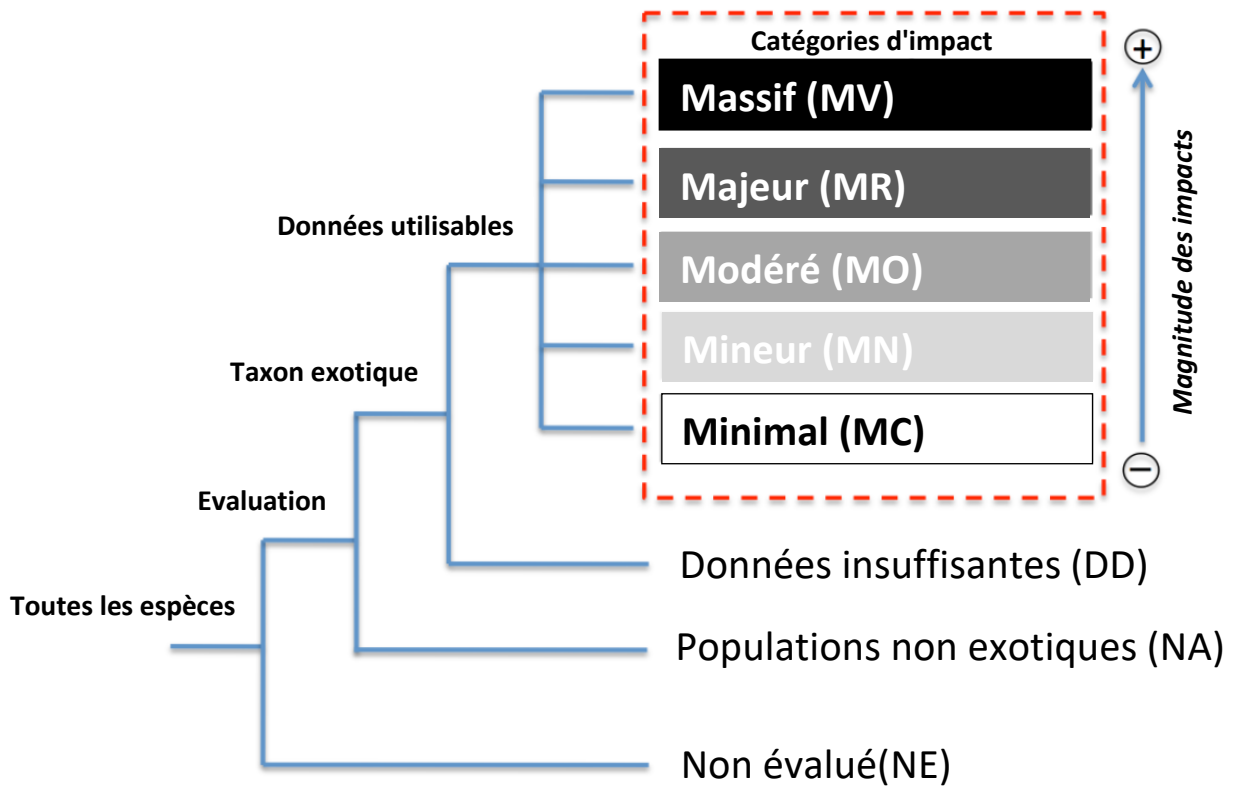 Catégories d'impact
Massif (MV)
Majeur (MR)
Modéré (MO)
Mineur (MN)
Minimal (MC)
+
Magnitude des impacts
−
Données utilisables
Taxon exotique
Evaluation
Toutes les espèces
Données insuffisantes (DD)
Populations non exotiques (NA)
Non évalué(NE)